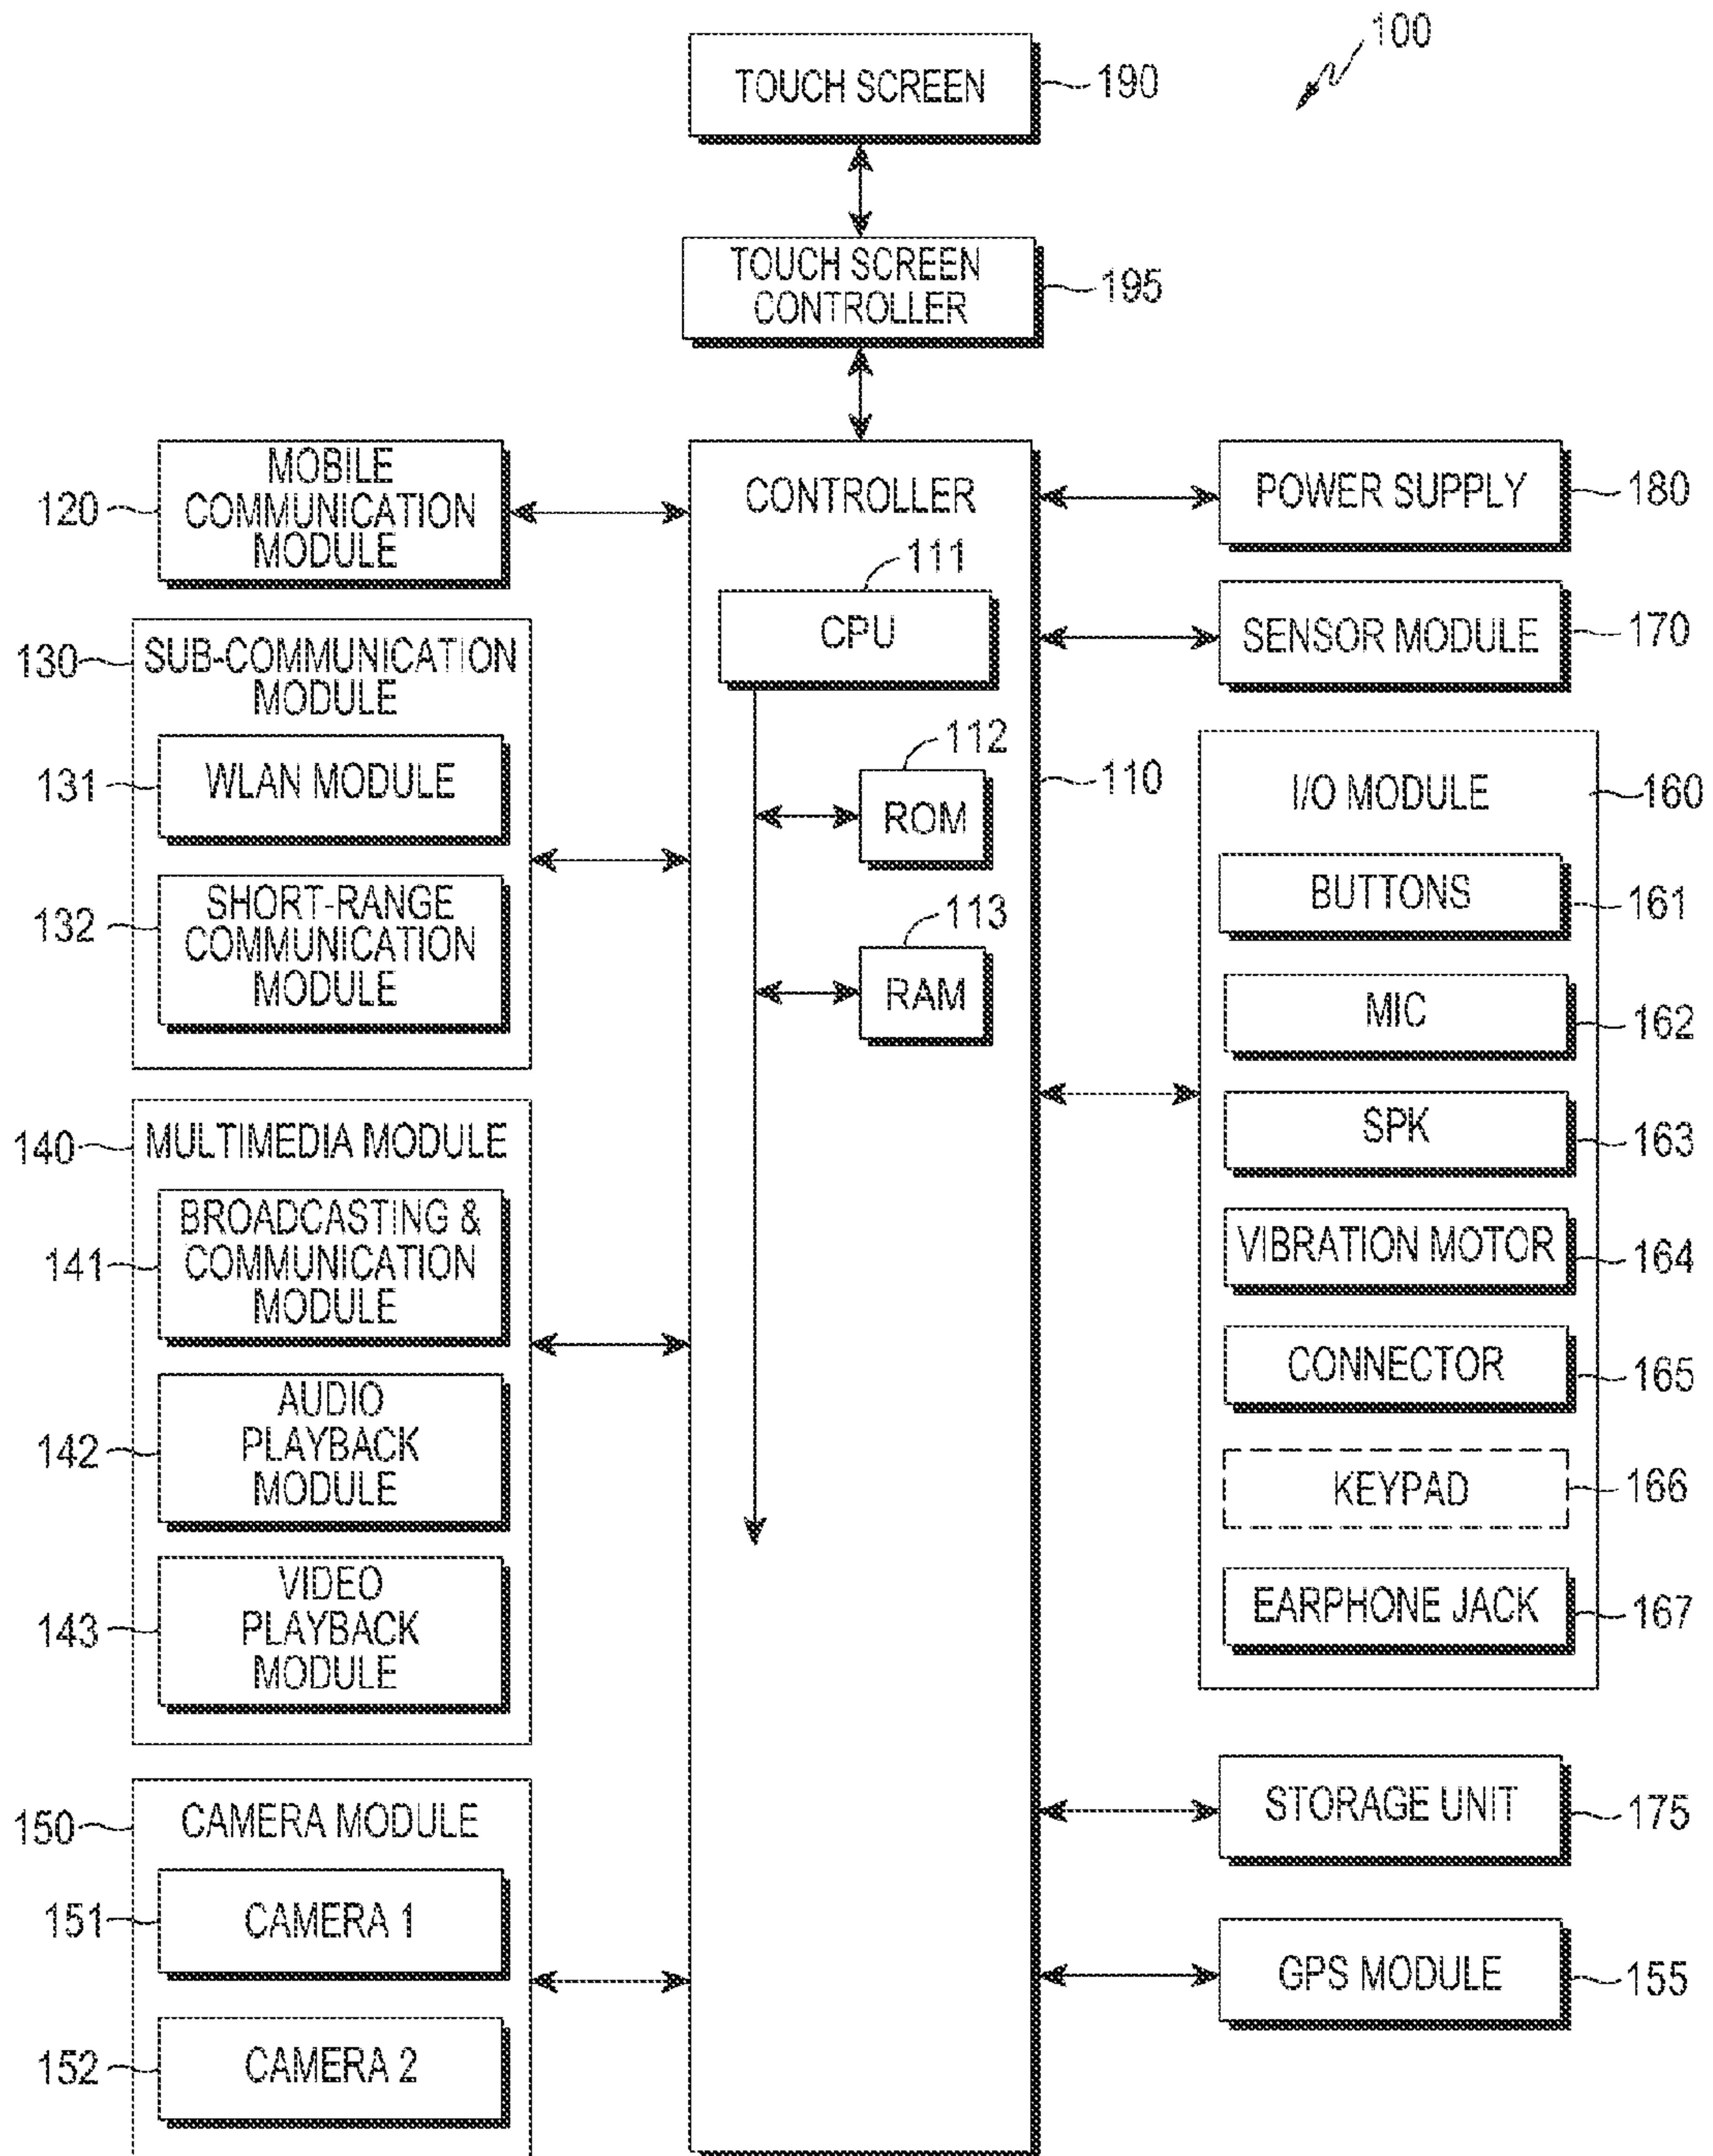 100
TOUCH SCREEN
190
TOUCH SCREEN
CONTROLLER
195
120
MOBILE
COMMUNICATION
MODULE
130
SUB-COMMUNICATION
MODULE
131
WLAN MODULE
132
SHORT-RANGE
COMMUNICATION
MODULE
140
MULTIMEDIA MODULE
141
BROADCASTING &
COMMUNICATION
MODULE
142
AUDIO
PLAYBACK
MODULE
143
VIDEO
PLAYBACK
MODULE
150
CAMERA MODULE
151
CAMERA 1
152
CAMERA 2
CONTROLLER
111
CPU
112
ROM
113
RAM
110
POWER SUPPLY
180
SENSOR MODULE
170
I/O MODULE
160
BUTTONS
161
MIC
162
SPK
163
VIBRATION MOTOR
164
CONNECTOR
165
KEYPAD
166
EARPHONE JACK
167
STORAGE UNIT
175
GPS MODULE
155